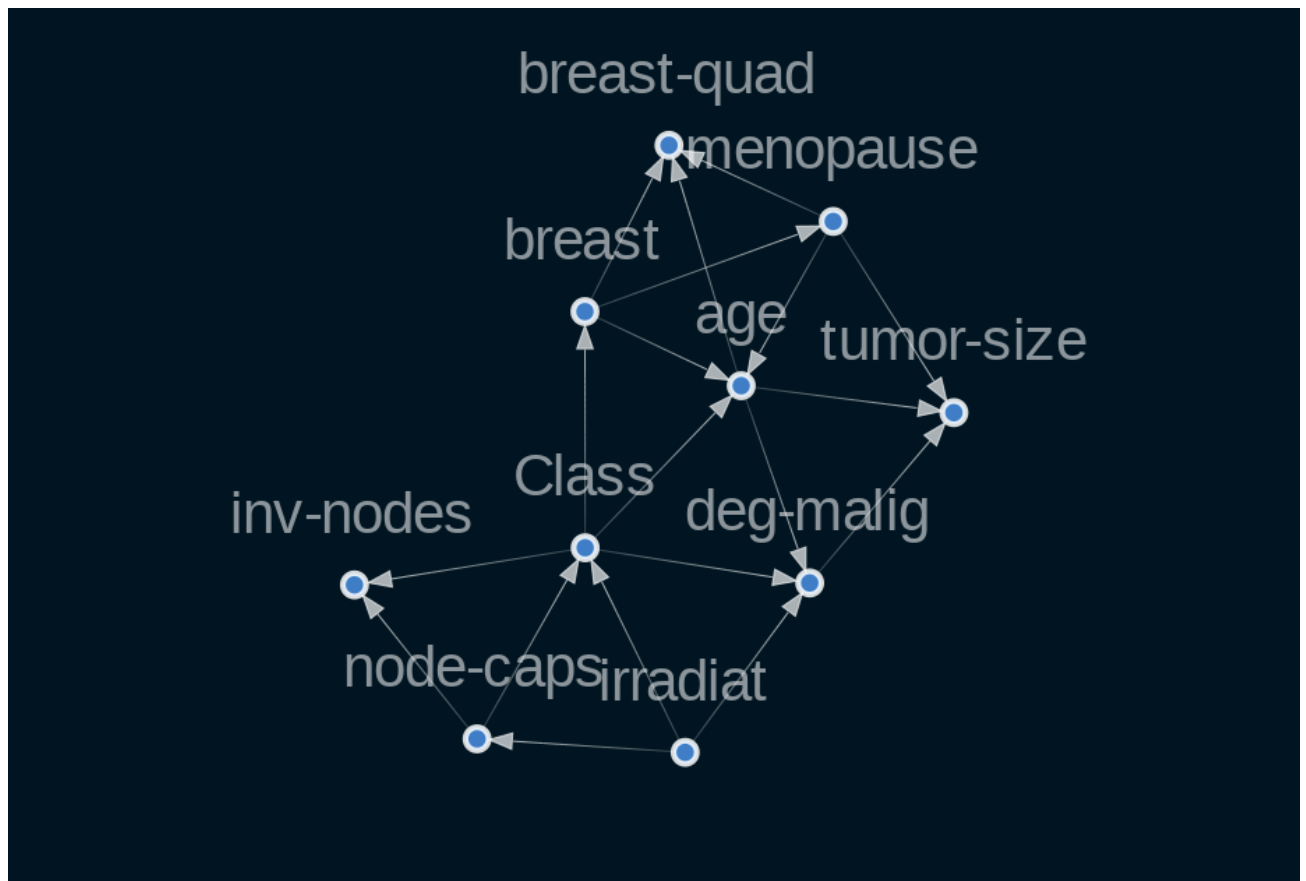 breast-quad
menopause
breast
age
tumor-size
Class
deg-malig
inv-nodes
node-caps
irradiat